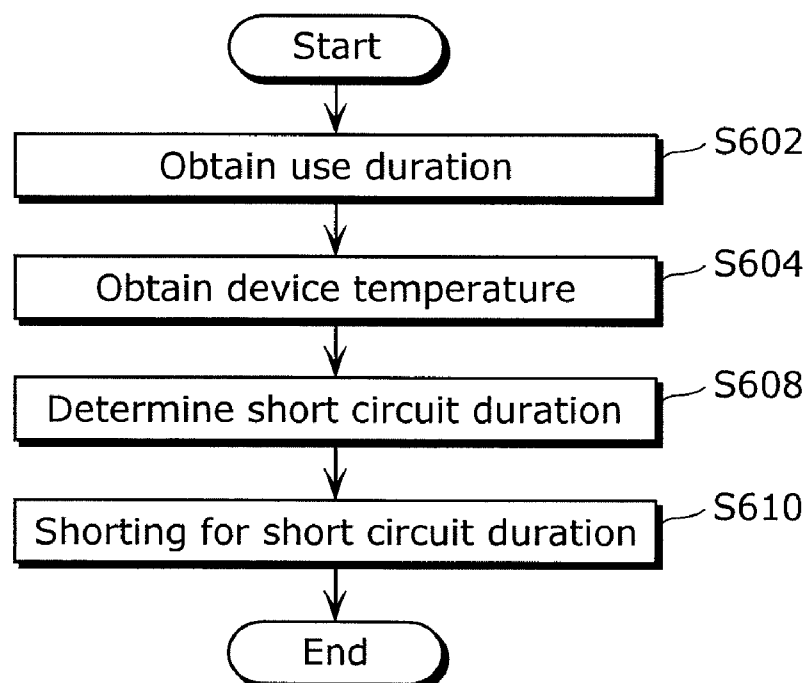 Start
S602
Obtain use duration
S604
Obtain device temperature
S608
Determine short circuit duration
S610
Shorting for short circuit duration
End